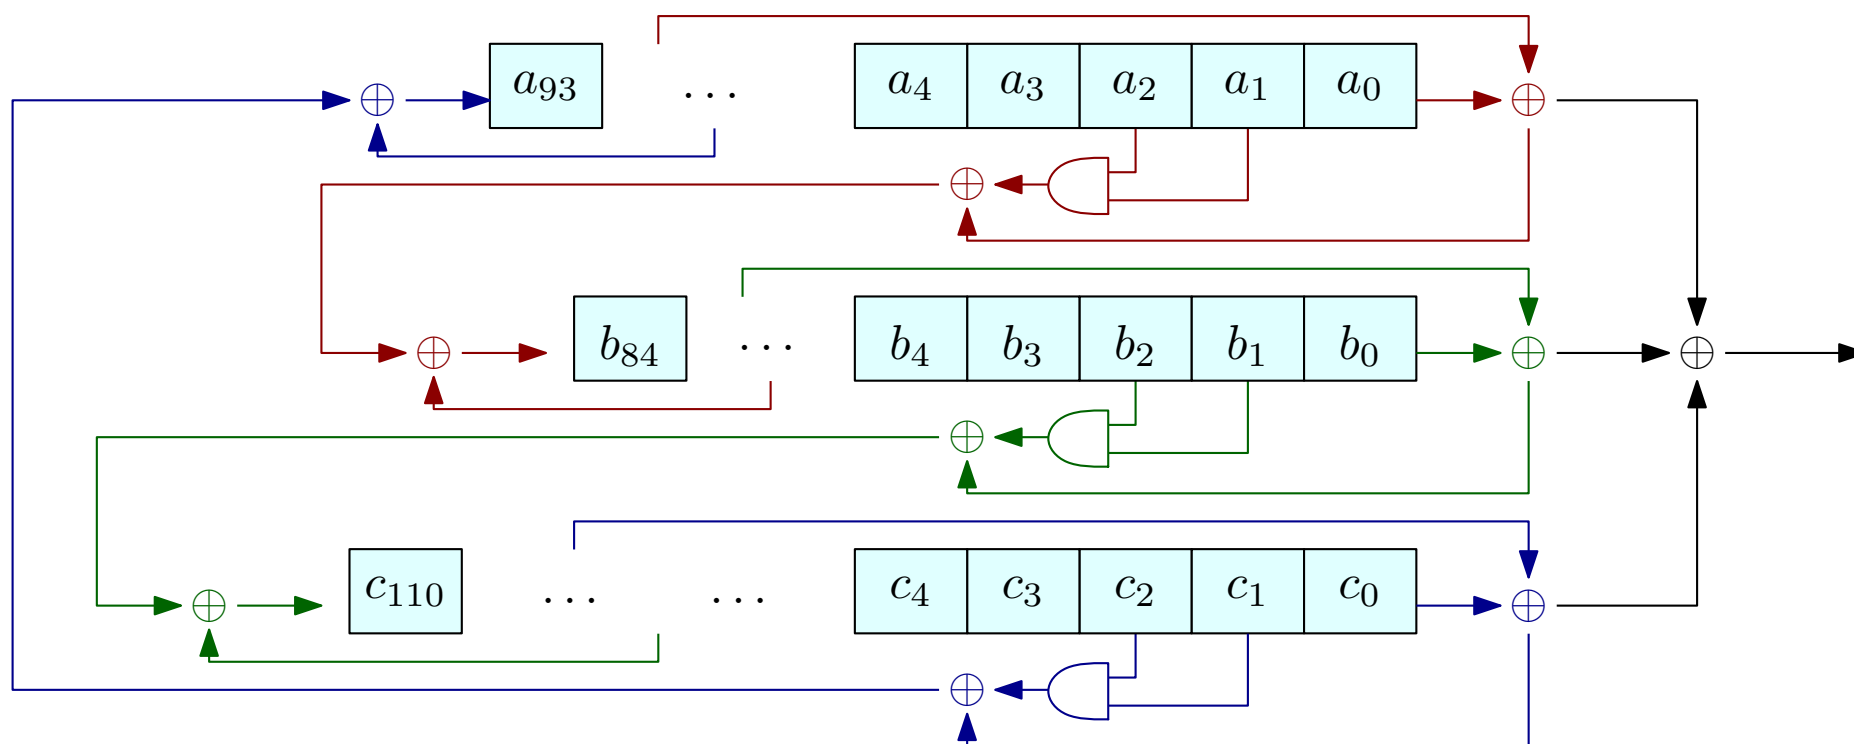 a₉₃ ⋯ a₄ a₃ a₂ a₁ a₀
b₈₄ ⋯ b₄ b₃ b₂ b₁ b₀
c₁₁₀ ⋯ ⋯ c₄ c₃ c₂ c₁ c₀